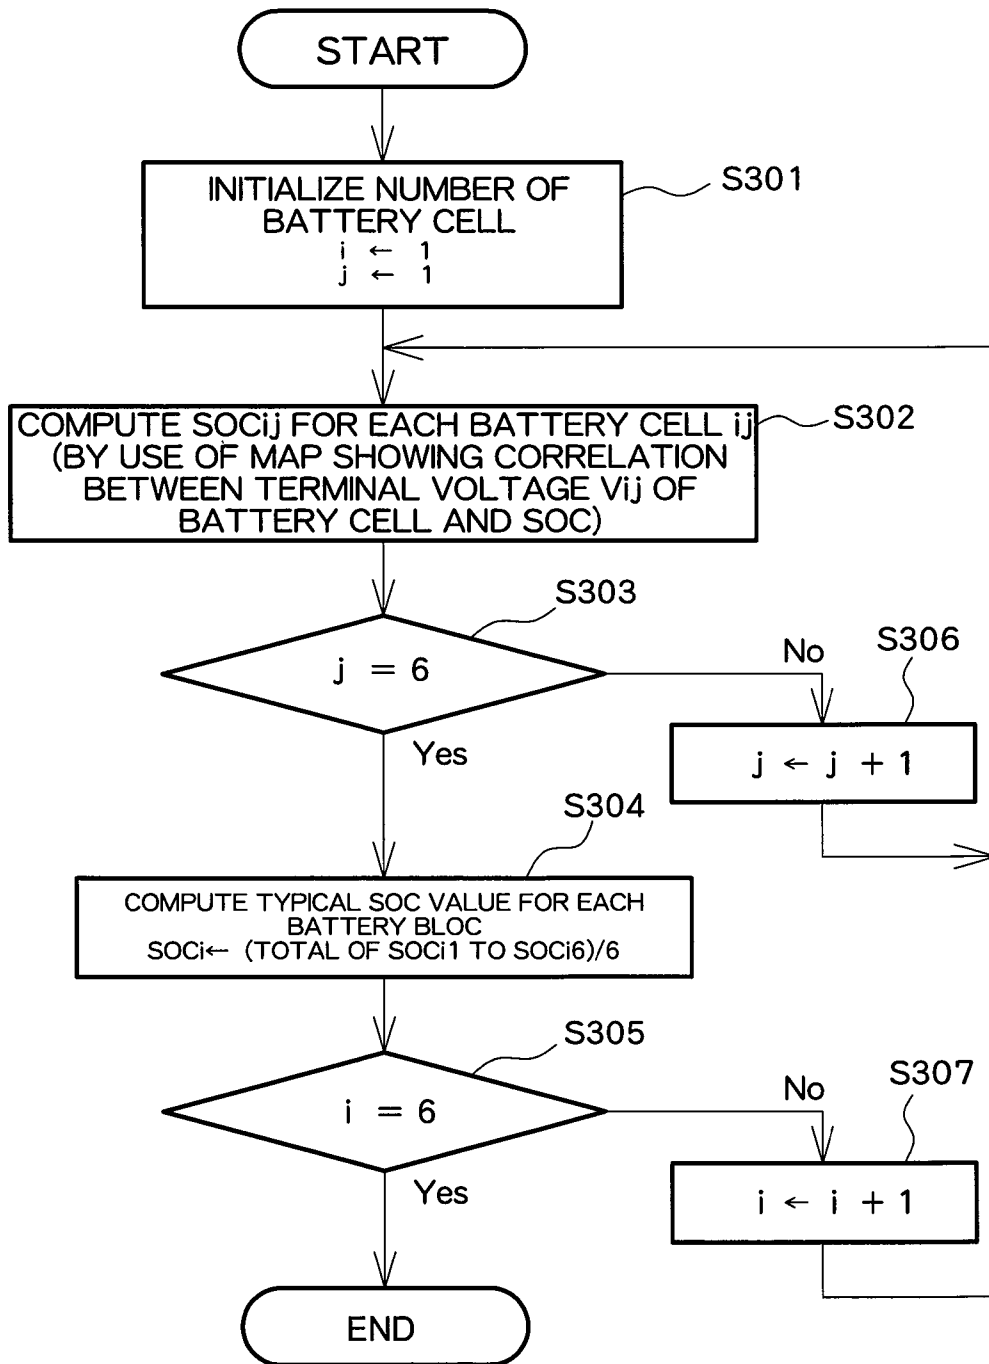 START
S301
INITIALIZE NUMBER OF
BATTERY CELL
i ← 1
j ← 1
S302
COMPUTE SOCij FOR EACH BATTERY CELL ij
(BY USE OF MAP SHOWING CORRELATION
BETWEEN TERMINAL VOLTAGE Vij OF
BATTERY CELL AND SOC)
S303
j = 6
No
S306
j ← j + 1
Yes
S304
COMPUTE TYPICAL SOC VALUE FOR EACH
BATTERY BLOC
SOCi← (TOTAL OF SOCi1 TO SOCi6)/6
S305
i = 6
No
S307
i ← i + 1
Yes
END